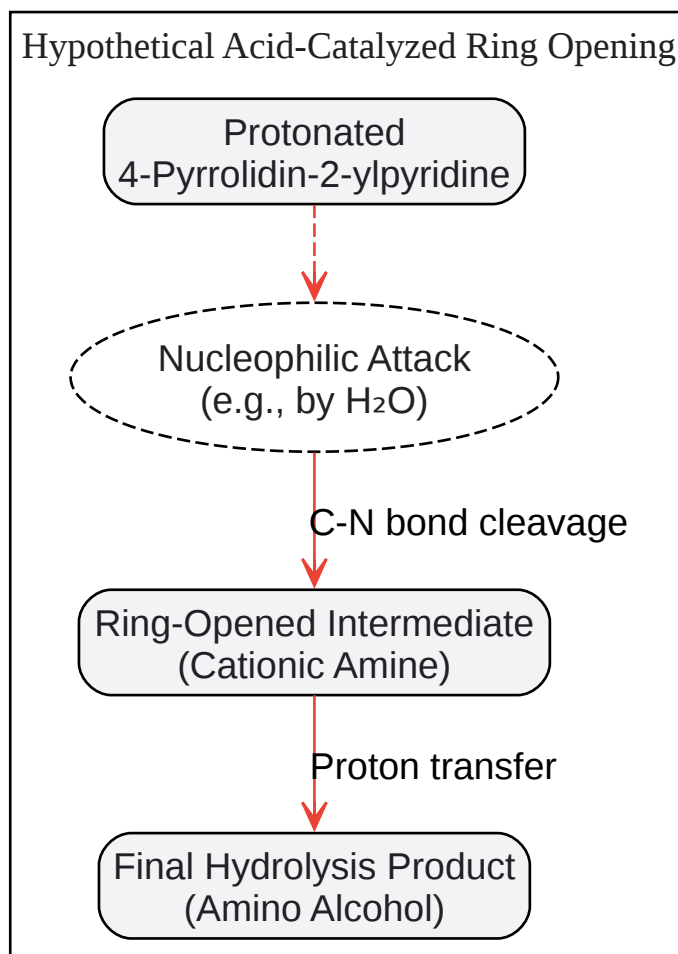 Hypothetical Acid-Catalyzed Ring Opening
Protonated
4-Pyrrolidin-2-ylpyridine
Nucleophilic Attack
(e.g., by H₂O)
C-N bond cleavage
Ring-Opened Intermediate
(Cationic Amine)
Proton transfer
Final Hydrolysis Product
(Amino Alcohol)